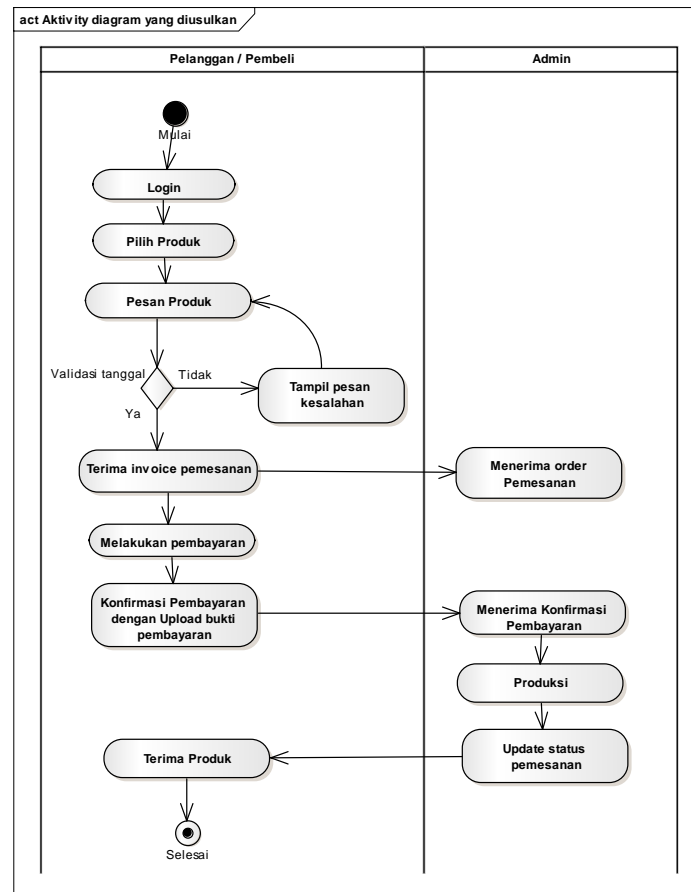 act Aktivity diagram yang diusulkan
Pelanggan / Pembeli
Admin
Mulai
Login
Pilih Produk
Pesan Produk
Validasi tanggal
Tidak
Tampil pesan
kesalahan
Ya
Terima invoice pemesanan
Menerima order
Pemesanan
Melakukan pembayaran
Konfirmasi Pembayaran
dengan Upload bukti
pembayaran
Menerima Konfirmasi
Pembayaran
Produksi
Update status
pemesanan
Terima Produk
Selesai